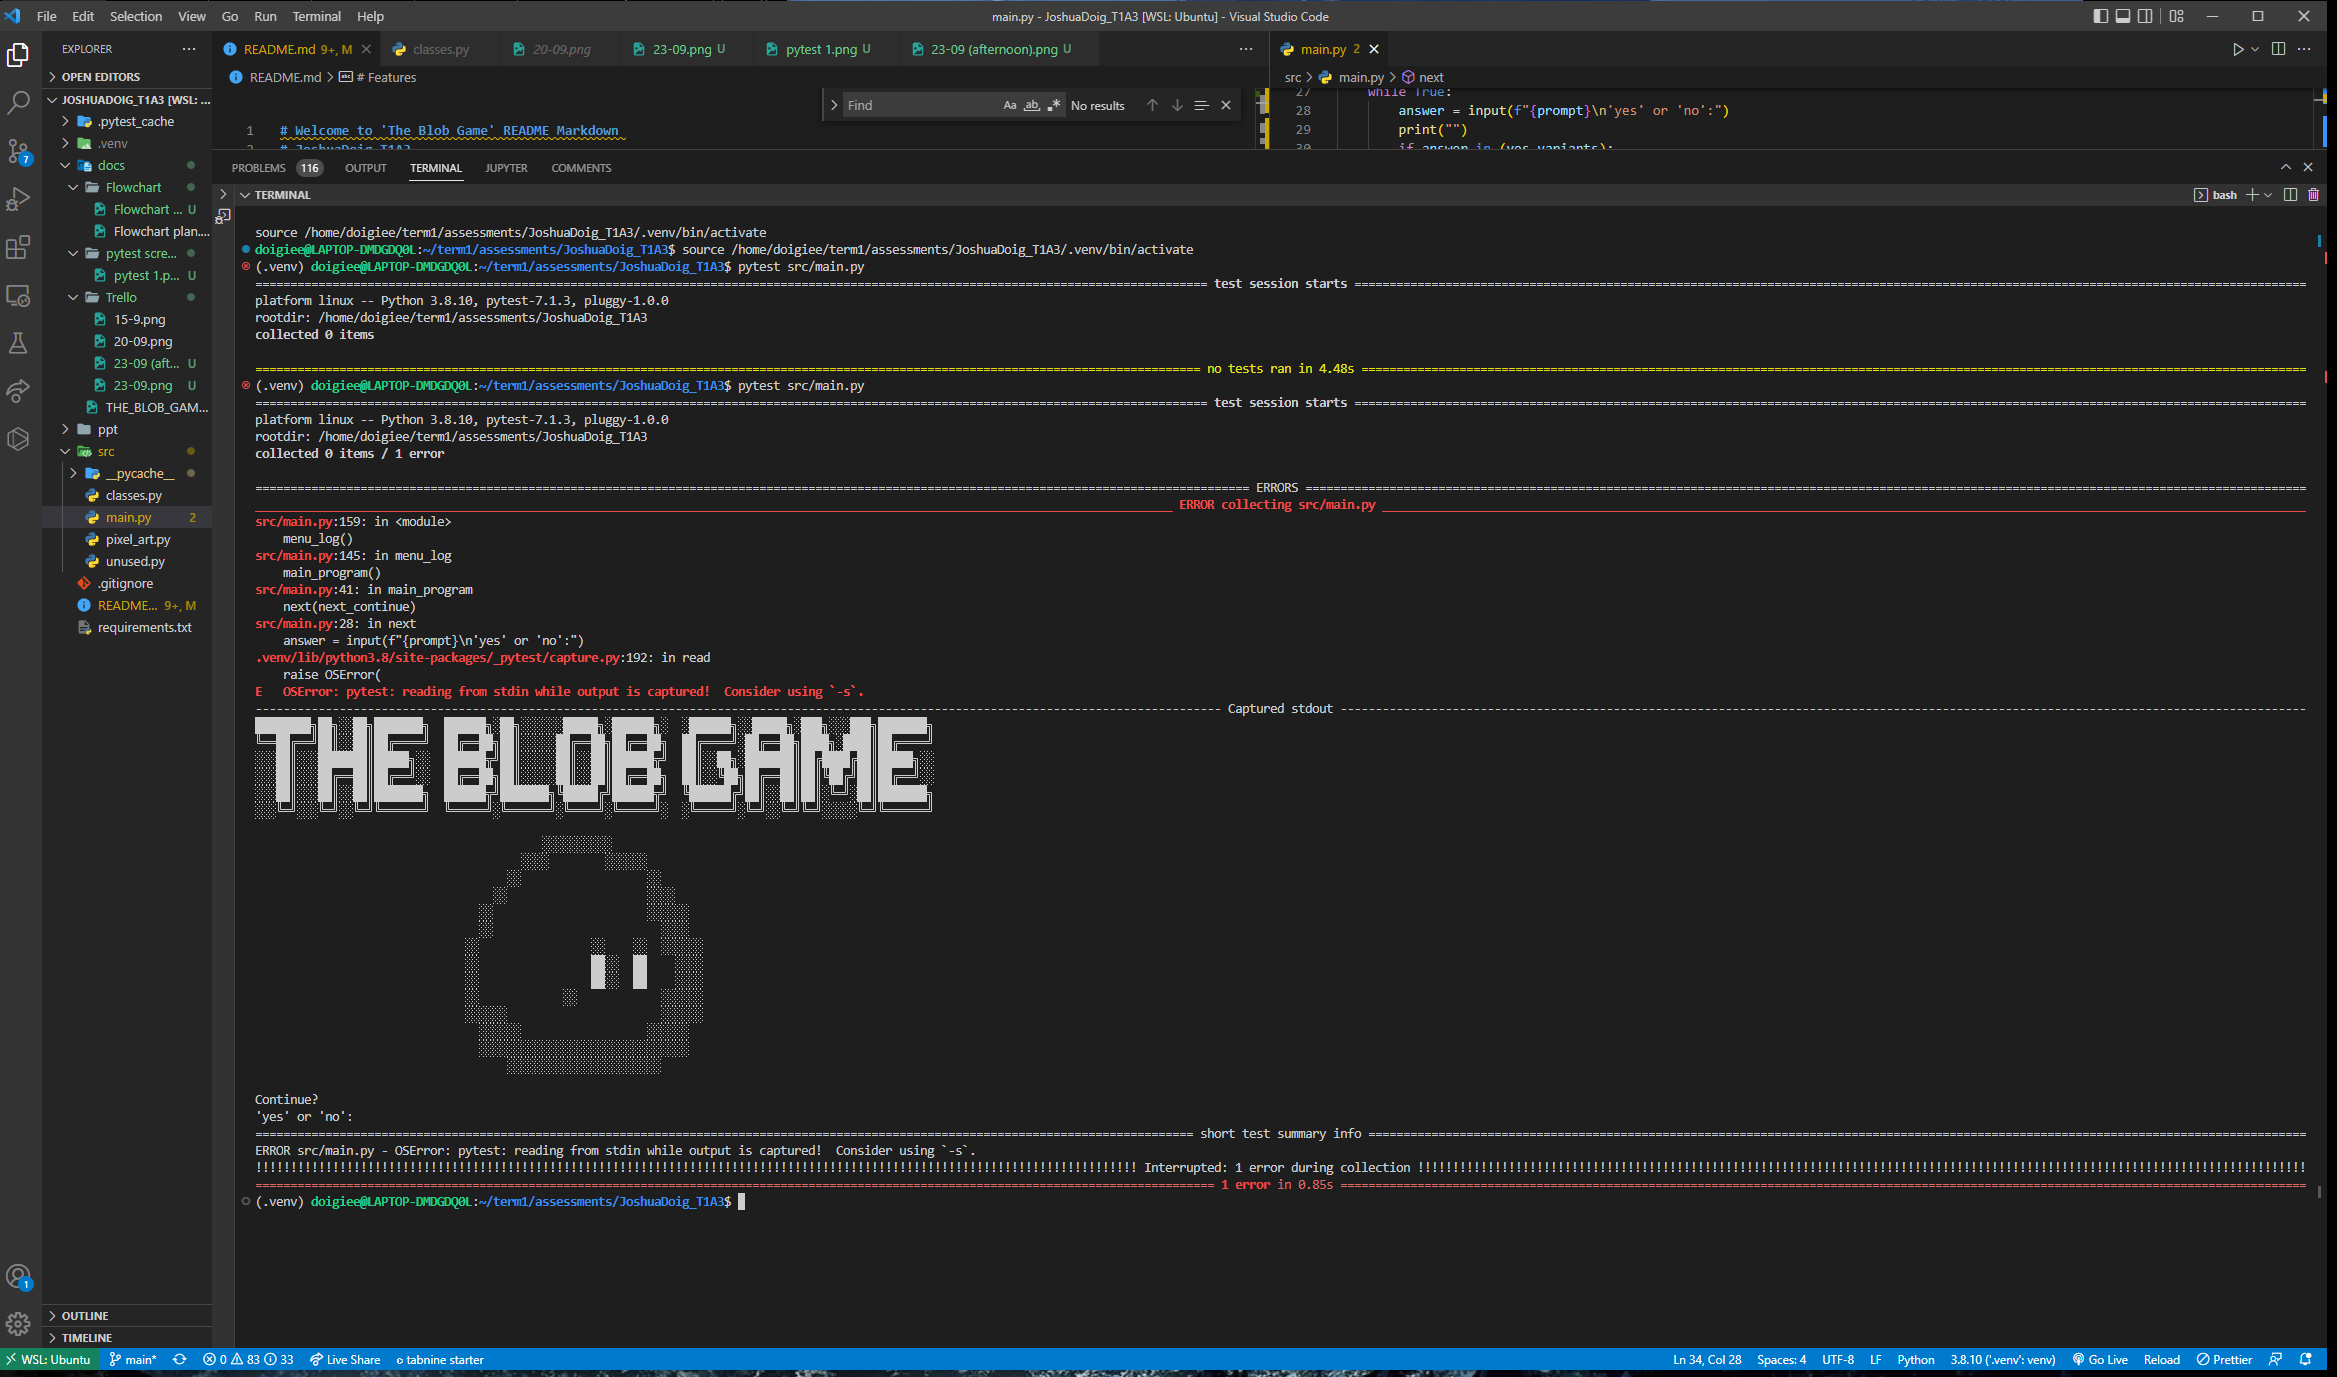 File Edit Selection View Go Run Terminal Help
main.py - JoshuaDoig_T1A3 [WSL: Ubuntu] - Visual Studio Code
EXPLORER
OPEN EDITORS
JOSHUADOIG_T1A3 [WSL: ...
.pytest_cache
.venv
docs
Flowchart
Flowchart ... U
Flowchart plan....
pytest scre...
pytest 1.p... U
Trello
15-9.png
20-09.png
23-09 (aft... U
23-09.png U
THE_BLOB_GAM...
ppt
src
__pycache__
classes.py
main.py 2
pixel_art.py
unused.py
.gitignore
README... 9+, M
requirements.txt
OUTLINE
TIMELINE
7
1
README.md 9+, M
classes.py
20-09.png
23-09.png U
pytest 1.png U
23-09 (afternoon).png U
README.md > # Features
Find
Aa ab .* No results
1 # Welcome to 'The Blob Game' README Markdown
2 # JoshuaDoig_T1A3
main.py 2
src > main.py > next
27 while True:
28 answer = input(f"{prompt}\n'yes' or 'no':")
29 print("")
30 if answer in (yes_variants):
PROBLEMS 116 OUTPUT TERMINAL JUPYTER COMMENTS
TERMINAL
bash
source /home/doigiee/term1/assessments/JoshuaDoig_T1A3/.venv/bin/activate
doigiee@LAPTOP-DMDGDQ0L:~/term1/assessments/JoshuaDoig_T1A3$ source /home/doigiee/term1/assessments/JoshuaDoig_T1A3/.venv/bin/activate
(.venv) doigiee@LAPTOP-DMDGDQ0L:~/term1/assessments/JoshuaDoig_T1A3$ pytest src/main.py
test session starts
platform linux -- Python 3.8.10, pytest-7.1.3, pluggy-1.0.0
rootdir: /home/doigiee/term1/assessments/JoshuaDoig_T1A3
collected 0 items
no tests ran in 4.48s
(.venv) doigiee@LAPTOP-DMDGDQ0L:~/term1/assessments/JoshuaDoig_T1A3$ pytest src/main.py
test session starts
platform linux -- Python 3.8.10, pytest-7.1.3, pluggy-1.0.0
rootdir: /home/doigiee/term1/assessments/JoshuaDoig_T1A3
collected 0 items / 1 error
ERRORS
ERROR collecting src/main.py
src/main.py:159: in <module>
menu_log()
src/main.py:145: in menu_log
main_program()
src/main.py:41: in main_program
next(next_continue)
src/main.py:28: in next
answer = input(f"{prompt}\n'yes' or 'no':")
.venv/lib/python3.8/site-packages/_pytest/capture.py:192: in read
raise OSError(
E OSError: pytest: reading from stdin while output is captured! Consider using `-s`.
Captured stdout
THE BLOB GAME
Continue?
'yes' or 'no':
short test summary info
ERROR src/main.py - OSError: pytest: reading from stdin while output is captured! Consider using `-s`.
Interrupted: 1 error during collection
1 error in 0.85s
(.venv) doigiee@LAPTOP-DMDGDQ0L:~/term1/assessments/JoshuaDoig_T1A3$
WSL: Ubuntu main* 0 83 33 Live Share tabnine starter
Ln 34, Col 28 Spaces: 4 UTF-8 LF Python 3.8.10 ('.venv': venv) Go Live Reload Prettier